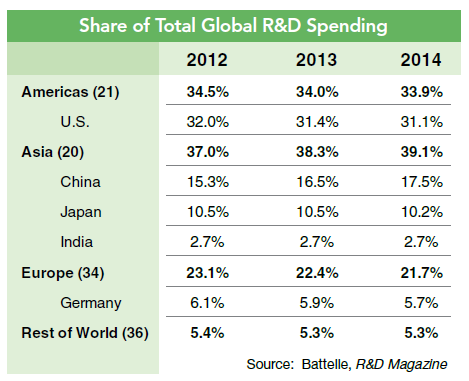 Share of Total Global R&D Spending
2012 2013 2014
Americas (21) 34.5% 34.0% 33.9%
U.S. 32.0% 31.4% 31.1%
Asia (20) 37.0% 38.3% 39.1%
China 15.3% 16.5% 17.5%
Japan 10.5% 10.5% 10.2%
India 2.7% 2.7% 2.7%
Europe (34) 23.1% 22.4% 21.7%
Germany 6.1% 5.9% 5.7%
Rest of World (36) 5.4% 5.3% 5.3%
Source: Battelle, R&D Magazine